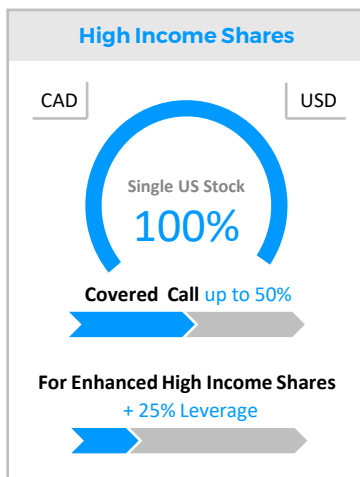 High Income Shares
CAD
USD
Single US Stock
100%
Covered Call up to 50%
For Enhanced High Income Shares
+ 25% Leverage